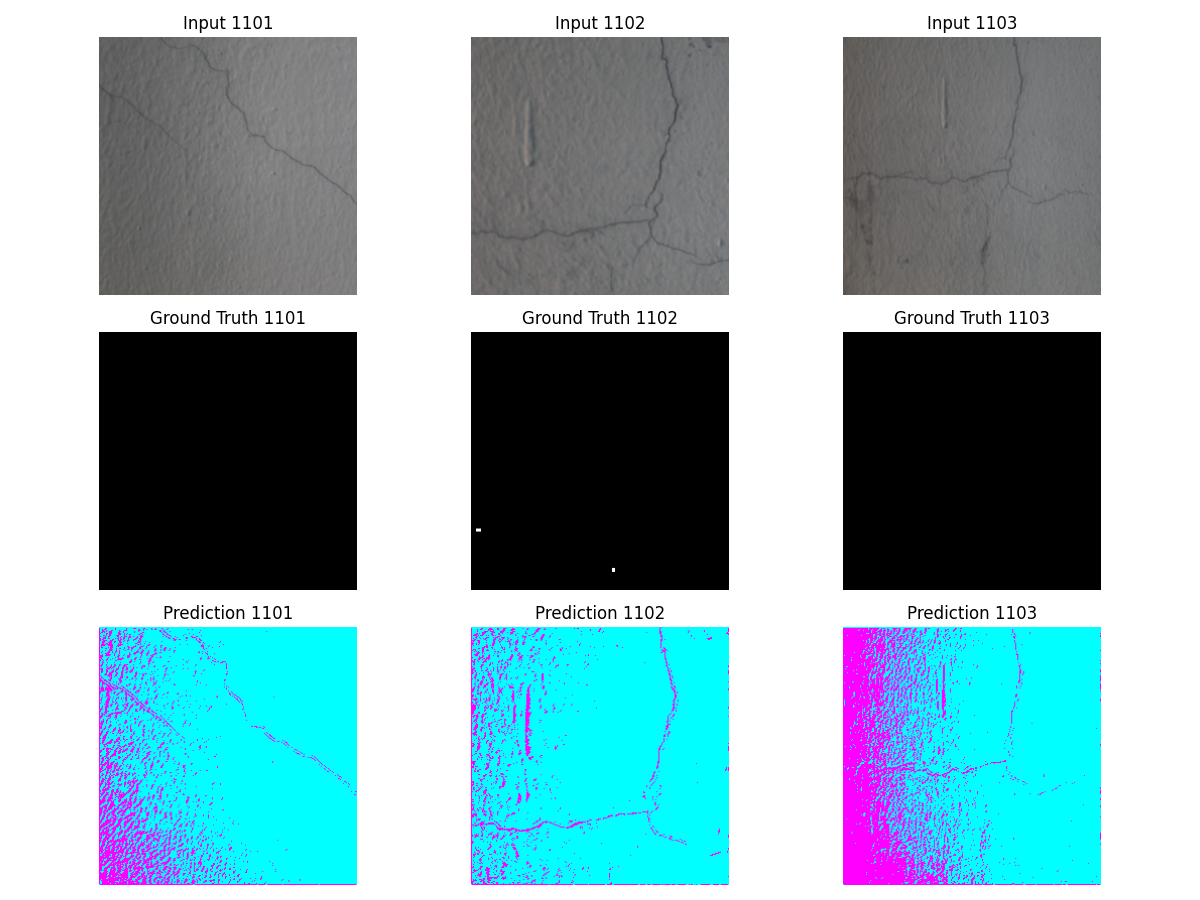 Input 1101
Input 1102
Input 1103
Ground Truth 1101
Ground Truth 1102
Ground Truth 1103
Prediction 1101
Prediction 1102
Prediction 1103